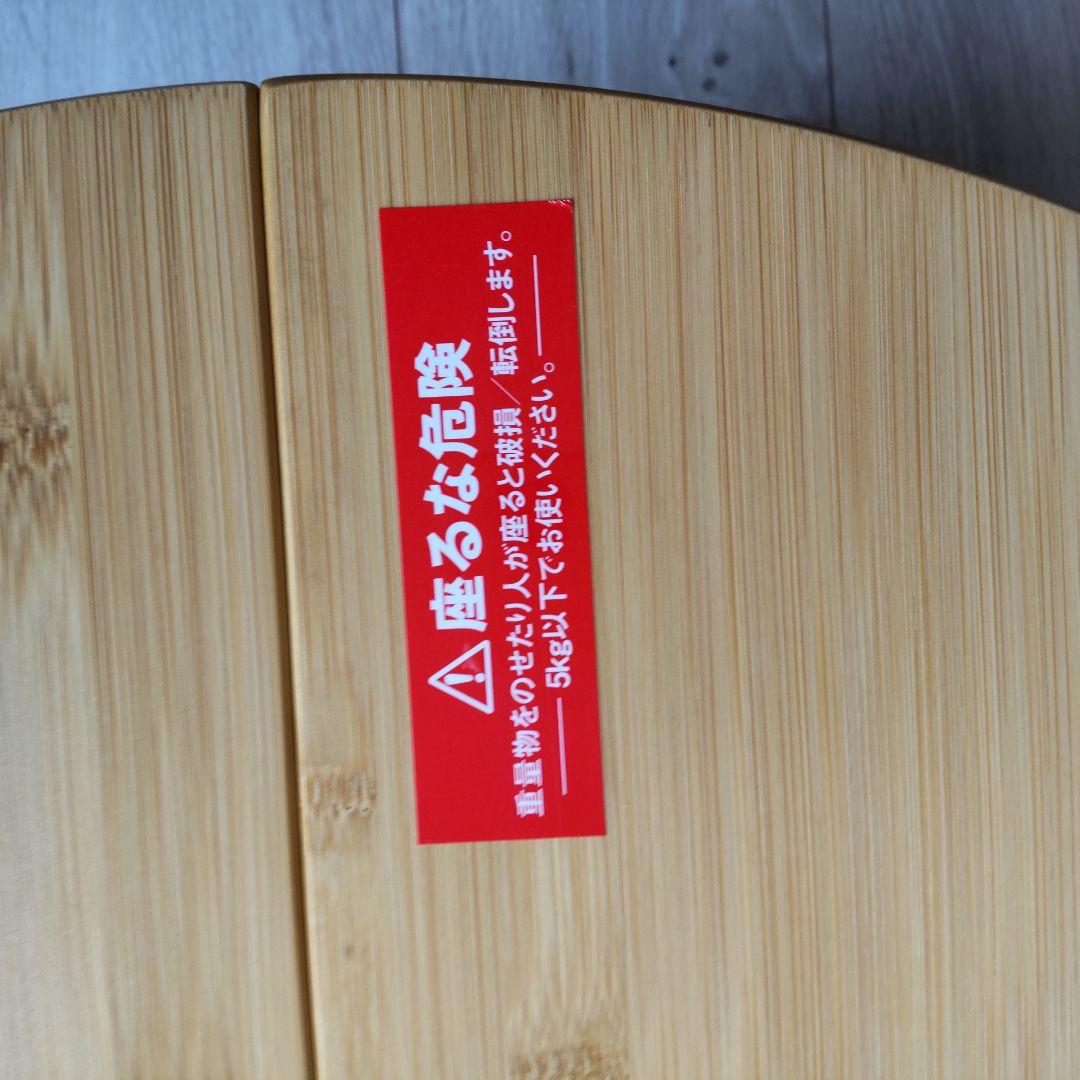 ⚠座るな危険
重量物をのせたり人が座ると破損／転倒します。
5kg以下でお使いください。